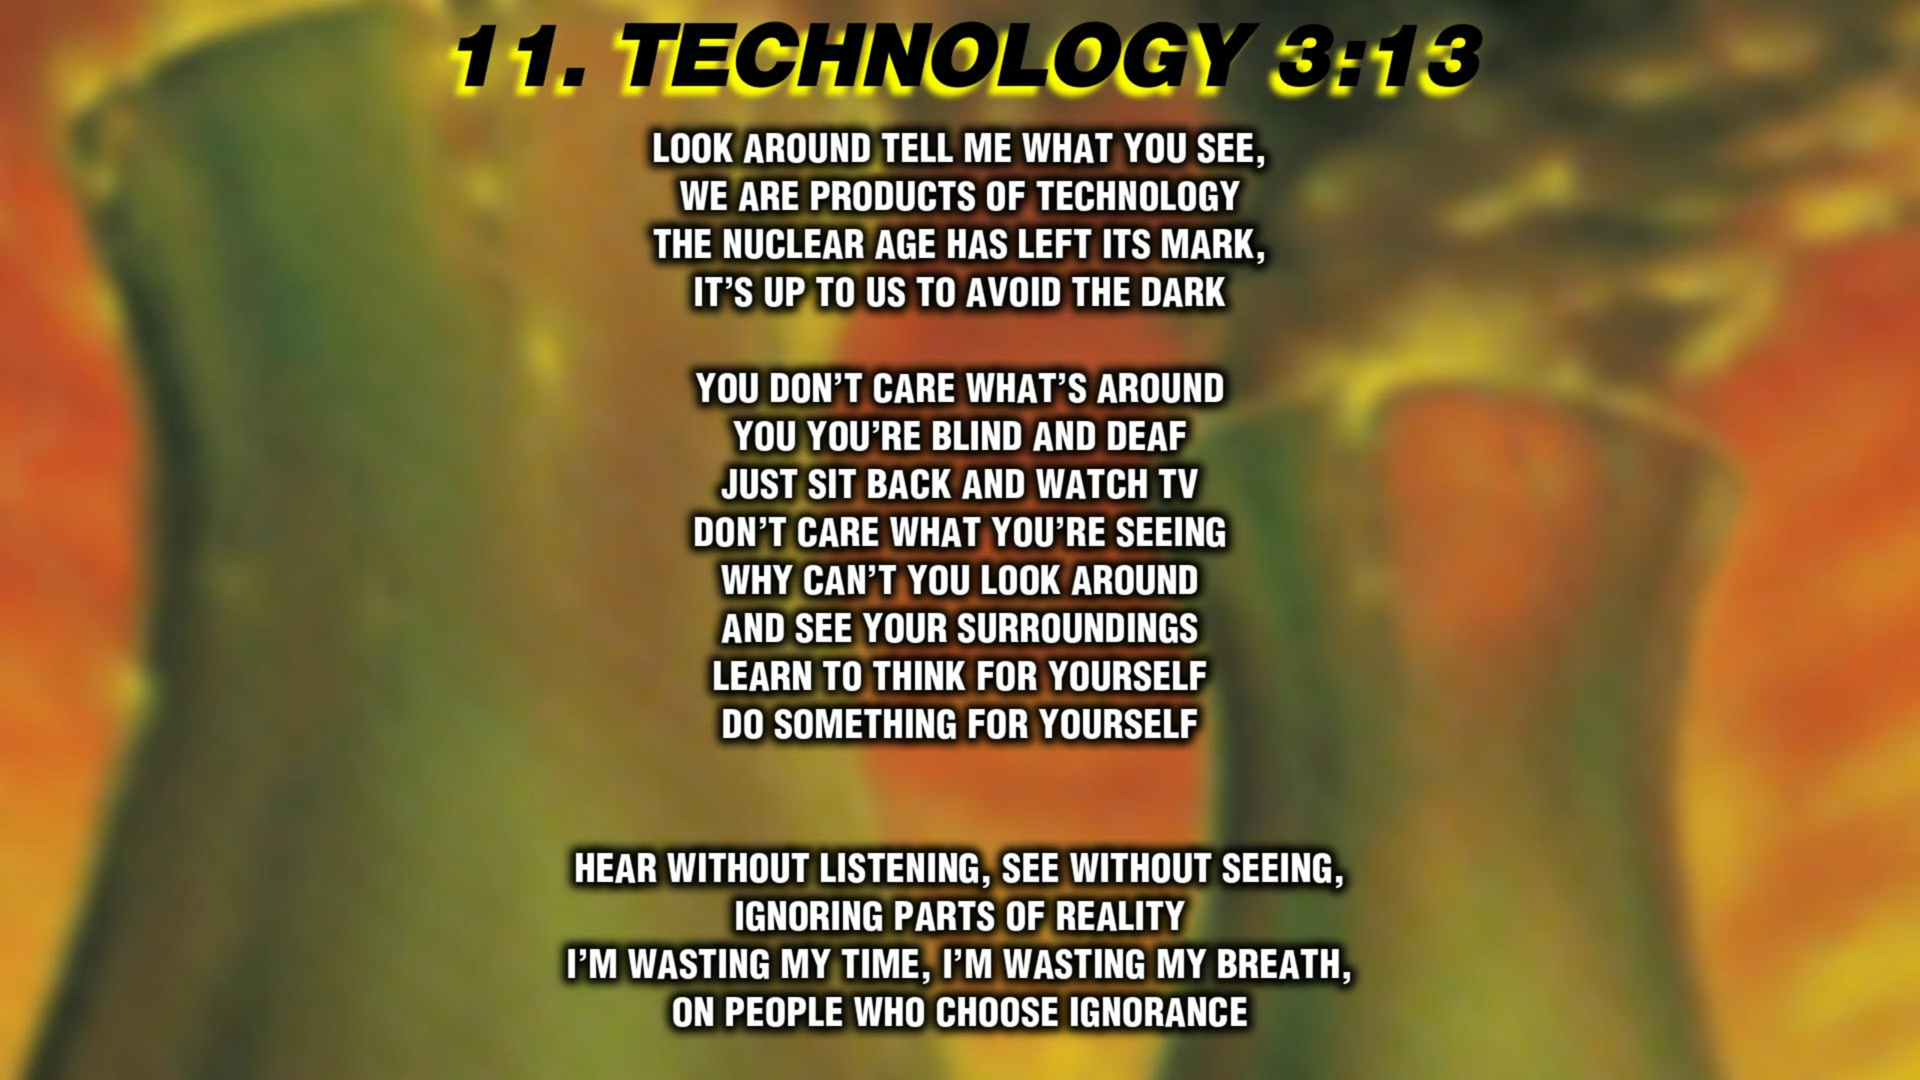 11. TECHNOLOGY 3:13
LOOK AROUND TELL ME WHAT YOU SEE,
WE ARE PRODUCTS OF TECHNOLOGY
THE NUCLEAR AGE HAS LEFT ITS MARK,
IT’S UP TO US TO AVOID THE DARK
YOU DON’T CARE WHAT’S AROUND
YOU YOU’RE BLIND AND DEAF
JUST SIT BACK AND WATCH TV
DON’T CARE WHAT YOU’RE SEEING
WHY CAN’T YOU LOOK AROUND
AND SEE YOUR SURROUNDINGS
LEARN TO THINK FOR YOURSELF
DO SOMETHING FOR YOURSELF
HEAR WITHOUT LISTENING, SEE WITHOUT SEEING,
IGNORING PARTS OF REALITY
I’M WASTING MY TIME, I’M WASTING MY BREATH,
ON PEOPLE WHO CHOOSE IGNORANCE